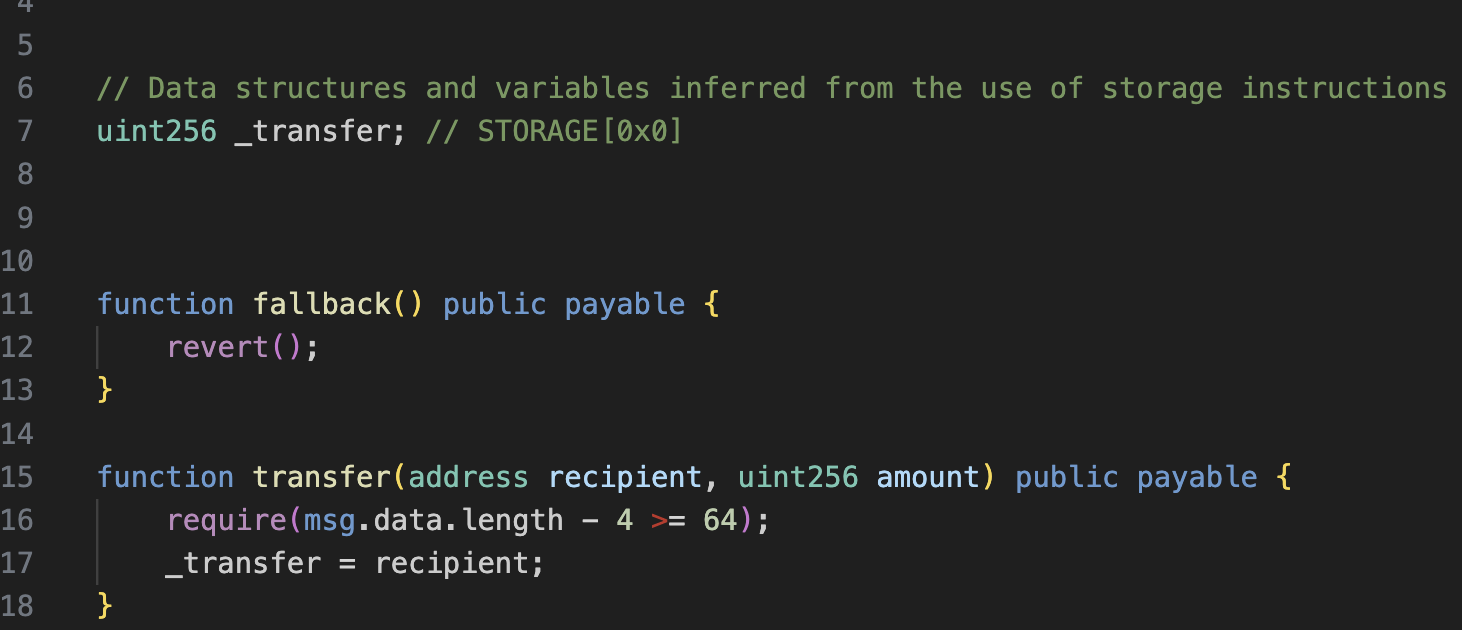 4
5
6 // Data structures and variables inferred from the use of storage instructions
7 uint256 _transfer; // STORAGE[0x0]
8
9
10
11 function fallback() public payable {
12     revert();
13 }
14
15 function transfer(address recipient, uint256 amount) public payable {
16     require(msg.data.length - 4 >= 64);
17     _transfer = recipient;
18 }